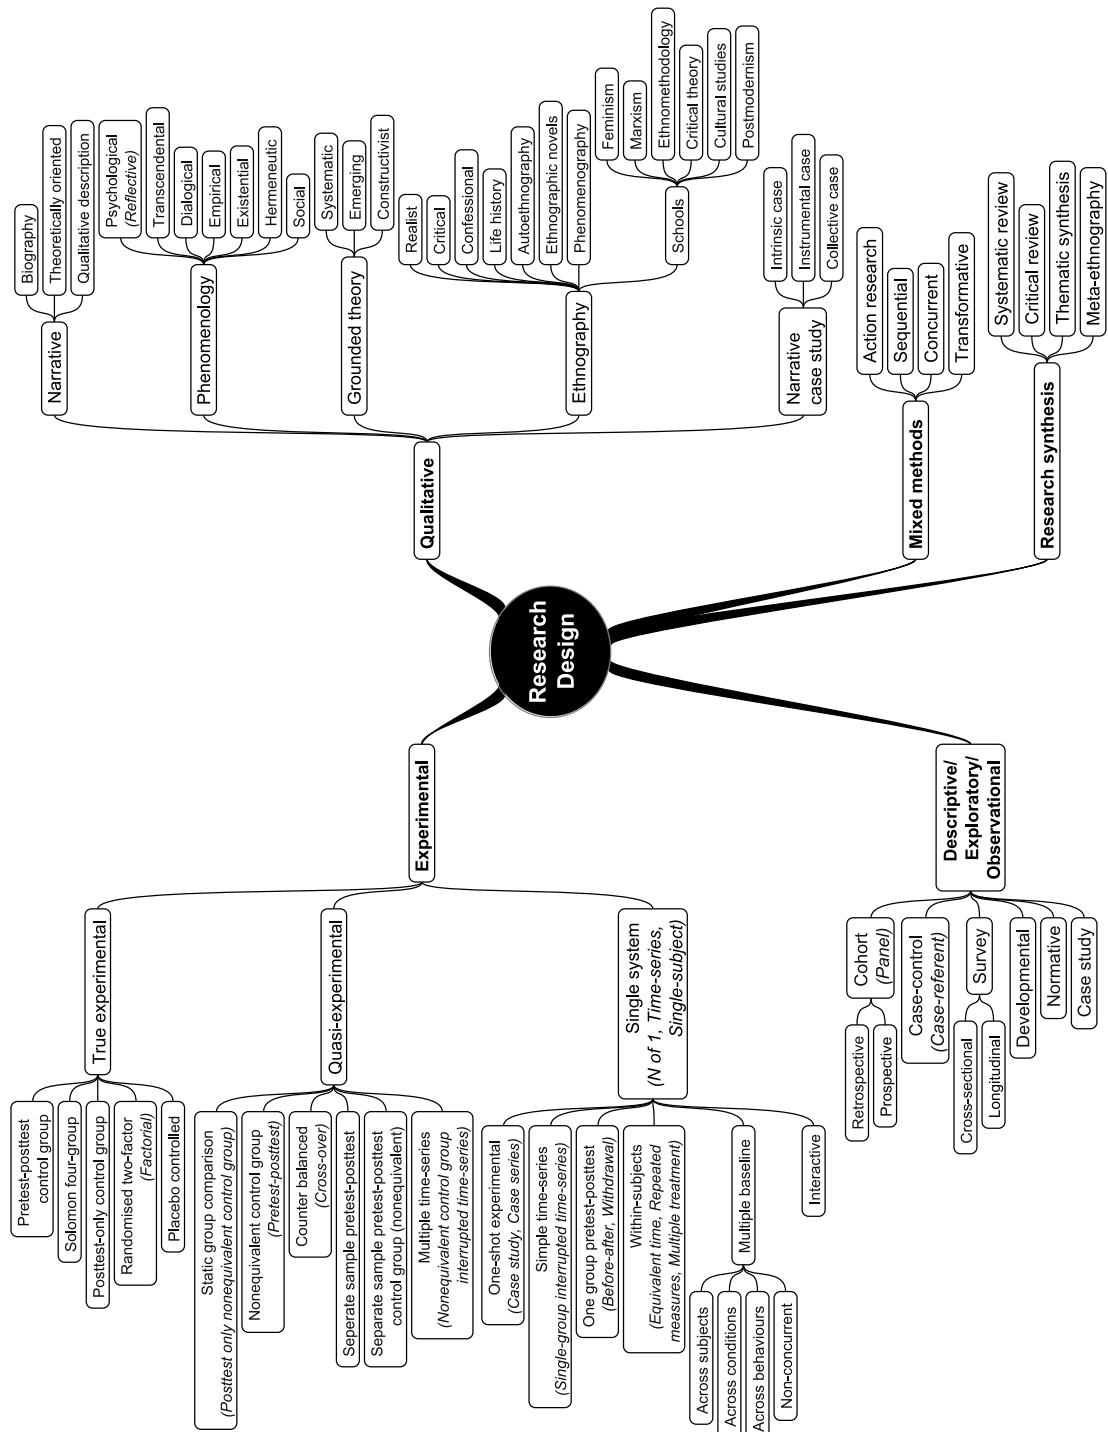 Research
Design
Qualitative
Narrative
Biography
Theoretically oriented
Qualitative description
Phenomenology
Psychological
(Reflective)
Transcendental
Dialogical
Empirical
Existential
Hermeneutic
Social
Grounded theory
Systematic
Emerging
Constructivist
Ethnography
Realist
Critical
Confessional
Life history
Autoethnography
Ethnographic novels
Phenomenography
Schools
Feminism
Marxism
Ethnomethodology
Critical theory
Cultural studies
Postmodernism
Narrative
case study
Intrinsic case
Instrumental case
Collective case
Mixed methods
Action research
Sequential
Concurrent
Transformative
Research synthesis
Systematic review
Critical review
Thematic synthesis
Meta-ethnography
Experimental
True experimental
Pretest-posttest
control group
Solomon four-group
Posttest-only control group
Randomised two-factor
(Factorial)
Placebo controlled
Quasi-experimental
Static group comparison
(Posttest only nonequivalent control group)
Nonequivalent control group
(Pretest-posttest)
Counter balanced
(Cross-over)
Seperate sample pretest-posttest
Separate sample pretest-posttest
control group (nonequivalent)
Multiple time-series
(Nonequivalent control group
interrupted time-series)
Single system
(N of 1, Time-series,
Single-subject)
One-shot experimental
(Case study, Case series)
Simple time-series
(Single-group interrupted time-series)
One group pretest-posttest
(Before-after, Withdrawal)
Within-subjects
(Equivalent time, Repeated
measures, Multiple treatment)
Multiple baseline
Across subjects
Across conditions
Across behaviours
Non-concurrent
Interactive
Descriptive/
Exploratory/
Observational
Cohort
(Panel)
Retrospective
Prospective
Case-control
(Case-referent)
Survey
Cross-sectional
Longitudinal
Developmental
Normative
Case study